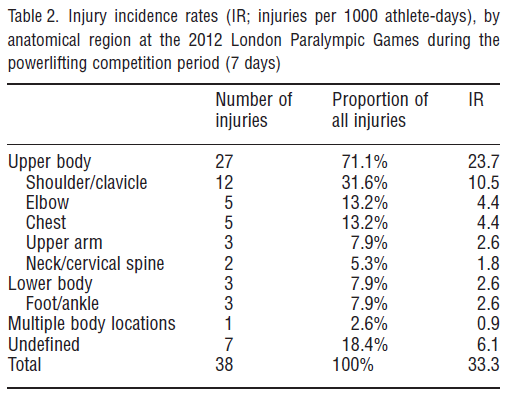 Table 2. Injury incidence rates (IR; injuries per 1000 athlete-days), by
anatomical region at the 2012 London Paralympic Games during the
powerlifting competition period (7 days)
Number of injuries Proportion of all injuries IR
Upper body 27 71.1% 23.7
Shoulder/clavicle 12 31.6% 10.5
Elbow 5 13.2% 4.4
Chest 5 13.2% 4.4
Upper arm 3 7.9% 2.6
Neck/cervical spine 2 5.3% 1.8
Lower body 3 7.9% 2.6
Foot/ankle 3 7.9% 2.6
Multiple body locations 1 2.6% 0.9
Undefined 7 18.4% 6.1
Total 38 100% 33.3